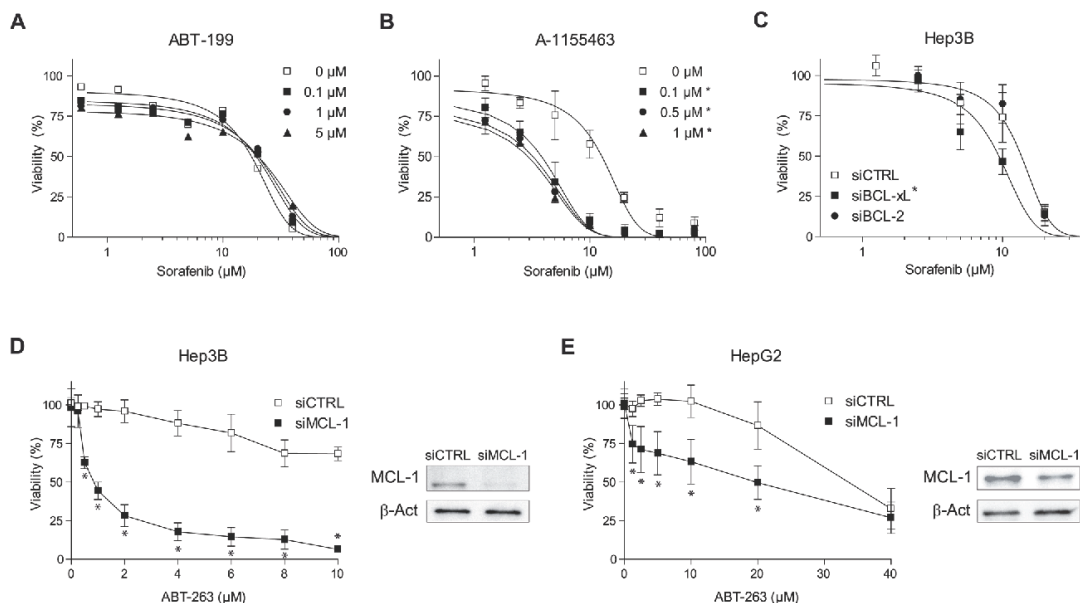 A
ABT-199
Viability (%)
100
75
50
25
0
0 µM
0.1 µM
1 µM
5 µM
1
10
100
Sorafenib (µM)
B
A-1155463
Viability (%)
100
75
50
25
0
0 µM
0.1 µM *
0.5 µM *
1 µM *
1
10
100
Sorafenib (µM)
C
Hep3B
Viability (%)
100
75
50
25
0
siCTRL
siBCL-xL*
siBCL-2
1
10
Sorafenib (µM)
D
Hep3B
Viability (%)
100
75
50
25
0
siCTRL
siMCL-1
* * * * * * *
0 2 4 6 8 10
ABT-263 (µM)
siCTRL siMCL-1
MCL-1
β-Act
E
HepG2
Viability (%)
100
75
50
25
0
siCTRL
siMCL-1
* * * * *
0 10 20 30 40
ABT-263 (µM)
siCTRL siMCL-1
MCL-1
β-Act